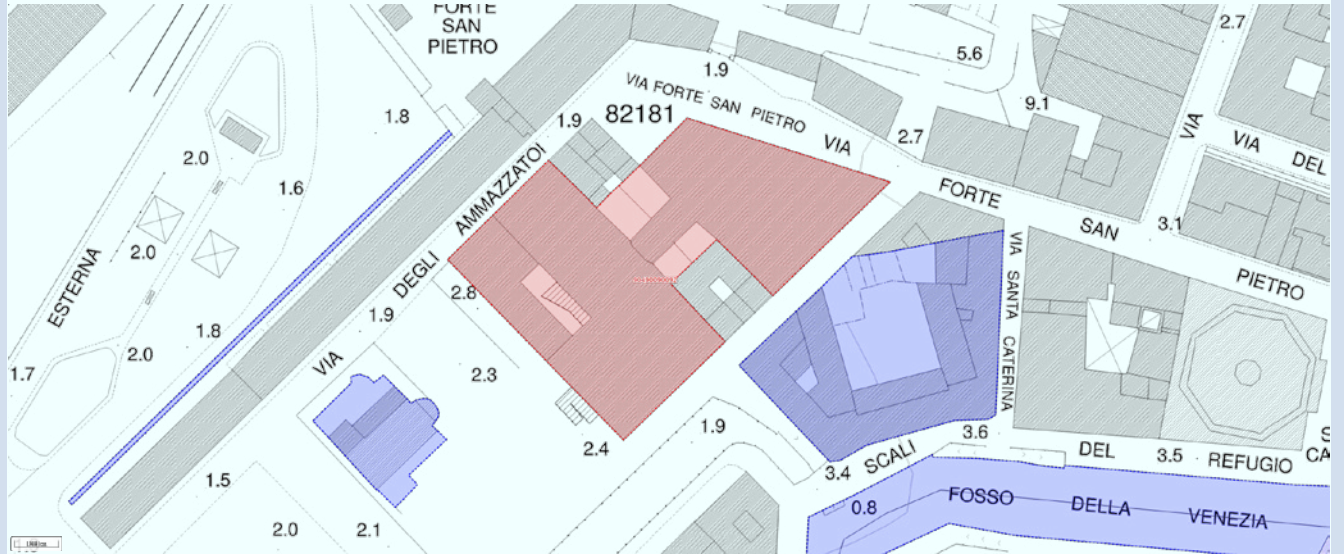 FORTE
SAN
PIETRO
2.7
5.6
1.9
VIA FORTE SAN PIETRO
9.1
1.8
1.9
82181
VIA
2.7
VIA
VIA DEL
2.0
1.6
FORTE
SAN
3.1
PIETRO
VIA DEGLI AMMAZZATOI
ESTERNA
2.0
2.0
2.8
VIA SANTA CATERINA
1.8
1.9
2.0
1.7
2.3
1.9
2.4
3.6
SCALI
DEL
3.5
REFUGIO
3.4
1.5
0.8
FOSSO DELLA VENEZIA
2.0
2.1